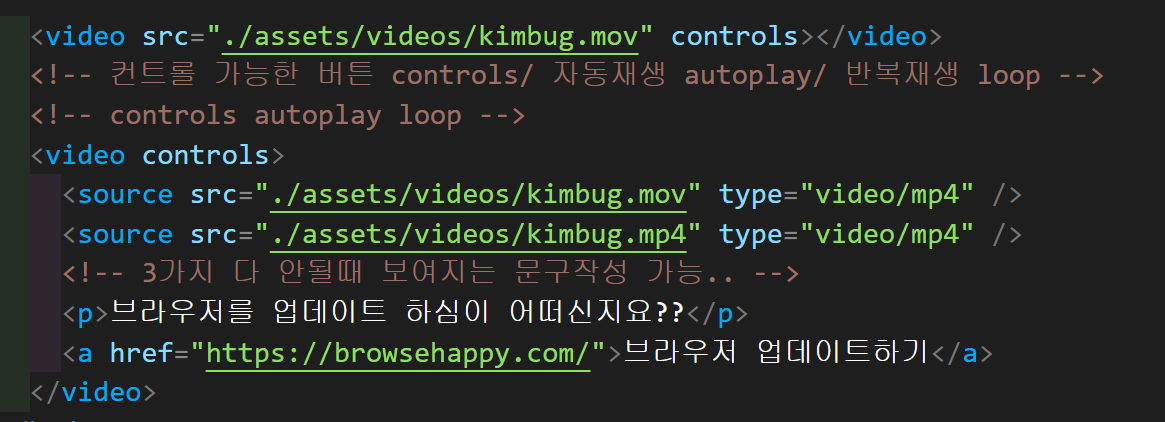 <video src="./assets/videos/kimbug.mov" controls></video>
<!-- 컨트롤 가능한 버튼 controls/ 자동재생 autoplay/ 반복재생 loop -->
<!-- controls autoplay loop -->
<video controls>
<source src="./assets/videos/kimbug.mov" type="video/mp4" />
<source src="./assets/videos/kimbug.mp4" type="video/mp4" />
<!-- 3가지 다 안될때 보여지는 문구작성 가능.. -->
<p>브라우저를 업데이트 하심이 어떠신지요??</p>
<a href="https://browsehappy.com/">브라우저 업데이트하기</a>
</video>